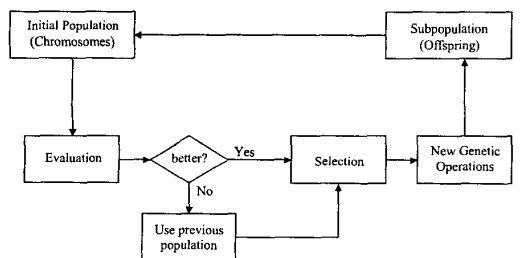 Initial Population
(Chromosomes)
Subpopulation
(Offspring)
Evaluation
better?
Yes
Selection
New Genetic
Operations
No
Use previous
population